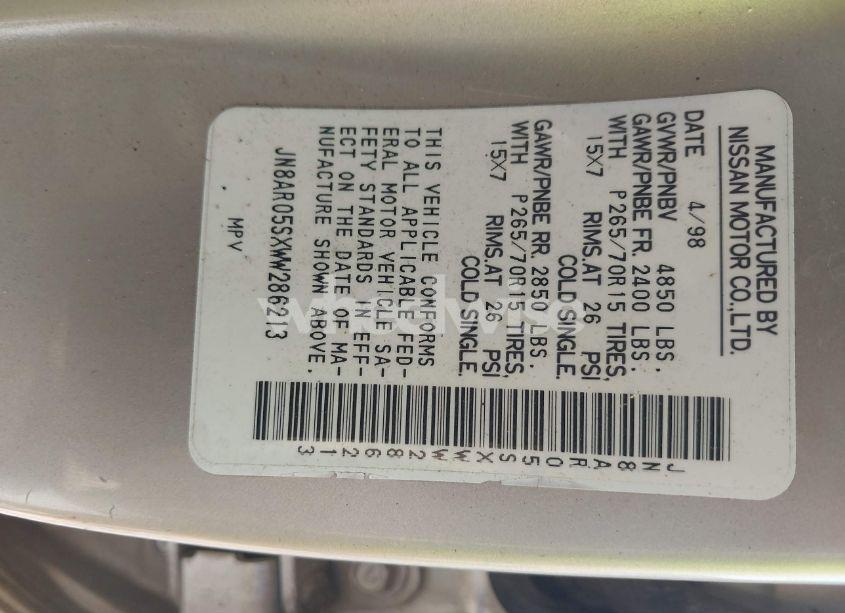 MANUFACTURED BY
NISSAN MOTOR CO.,LTD.
DATE 4/98
GVWR/PNBV 4850 LBS.
GAWR/PNBE FR. 2400 LBS.
WITH P265/70R15 TIRES,
15X7 RIMS.AT 26 PSI
COLD SINGLE.
GAWR/PNBE RR. 2850 LBS.
WITH P265/70R15 TIRES,
15X7 RIMS.AT 26 PSI
COLD SINGLE.
THIS VEHICLE CONFORMS
TO ALL APPLICABLE FED-
ERAL MOTOR VEHICLE SA-
FETY STANDARDS IN EFF-
ECT ON THE DATE OF MA-
NUFACTURE SHOWN ABOVE.
JN8AR05SXWW286213
MPV
JN8AR05SXWW286213
wheelwise